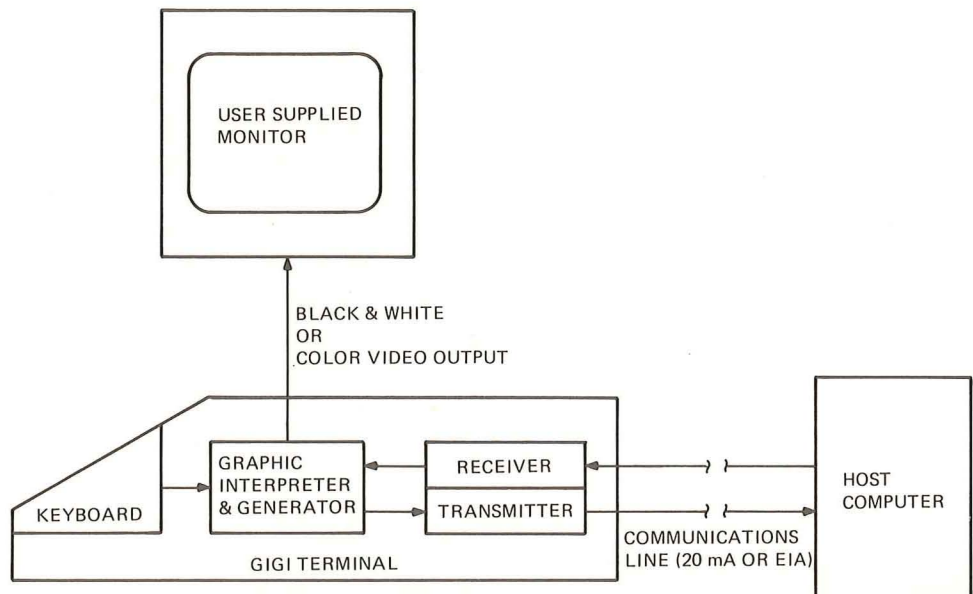 USER SUPPLIED
MONITOR
BLACK & WHITE
OR
COLOR VIDEO OUTPUT
KEYBOARD
GRAPHIC
INTERPRETER
& GENERATOR
RECEIVER
TRANSMITTER
GIGI TERMINAL
COMMUNICATIONS
LINE (20 mA OR EIA)
HOST
COMPUTER